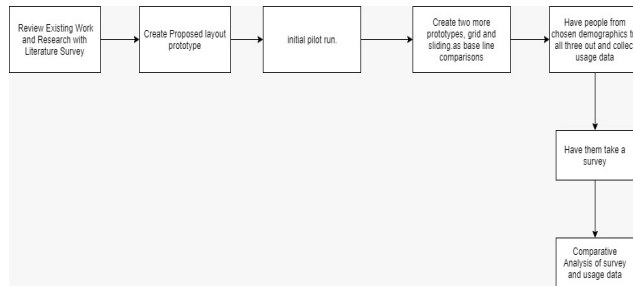 Review Existing Work
and Research with
Literature Survey
Create Proposed layout
prototype
initial pilot run.
Create two more
prototypes, grid and
sliding.as base line
comparisons
Have people from
chosen demographics
all three out and collec
usage data
Have them take a
survey
Comparative
Analysis of survey
and usage data